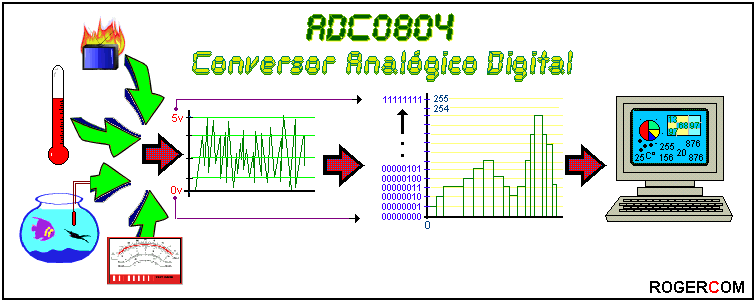 ADC0804
Conversor Analógico Digital
5v
0v
11111111
255
254
00000101
00000100
00000011
00000010
00000001
00000000
0
255
876
25C° 156 20 876
ROGERCOM